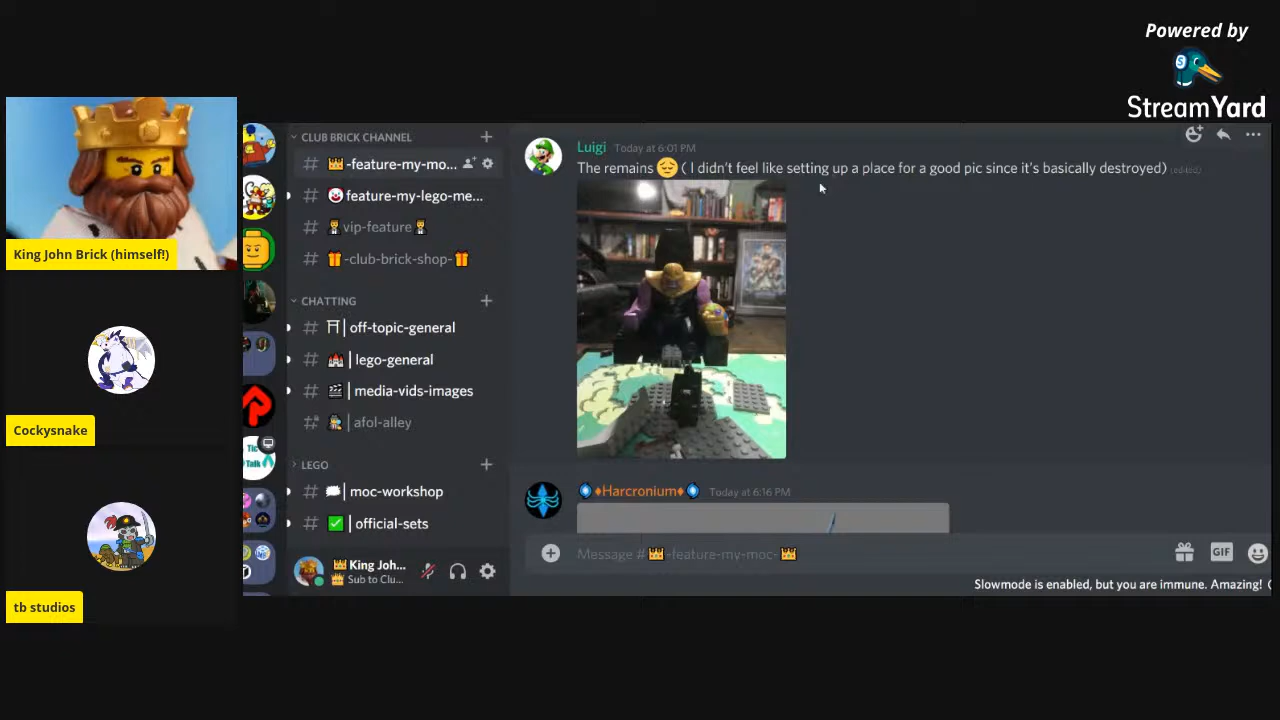 Powered by
StreamYard
King John Brick (himself!)
Cockysnake
tb studios
CLUB BRICK CHANNEL
# 👑-feature-my-mo...
# 🤡 feature-my-lego-me...
# 🤵 vip-feature 🤵
# 🎁-club-brick-shop-🎁
CHATTING
# ⛩| off-topic-general
# 🏰| lego-general
# 🎬| media-vids-images
# | afol-alley
LEGO
# 💭| moc-workshop
# ✅| official-sets
👑 King Joh...
👑 Sub to Clu...
Luigi Today at 6:01 PM
The remains 😔 ( I didn't feel like setting up a place for a good pic since it's basically destroyed) (edited)
♦Harcronium♦ Today at 6:16 PM
Message #👑-feature-my-moc-👑
GIF
Slowmode is enabled, but you are immune. Amazing!